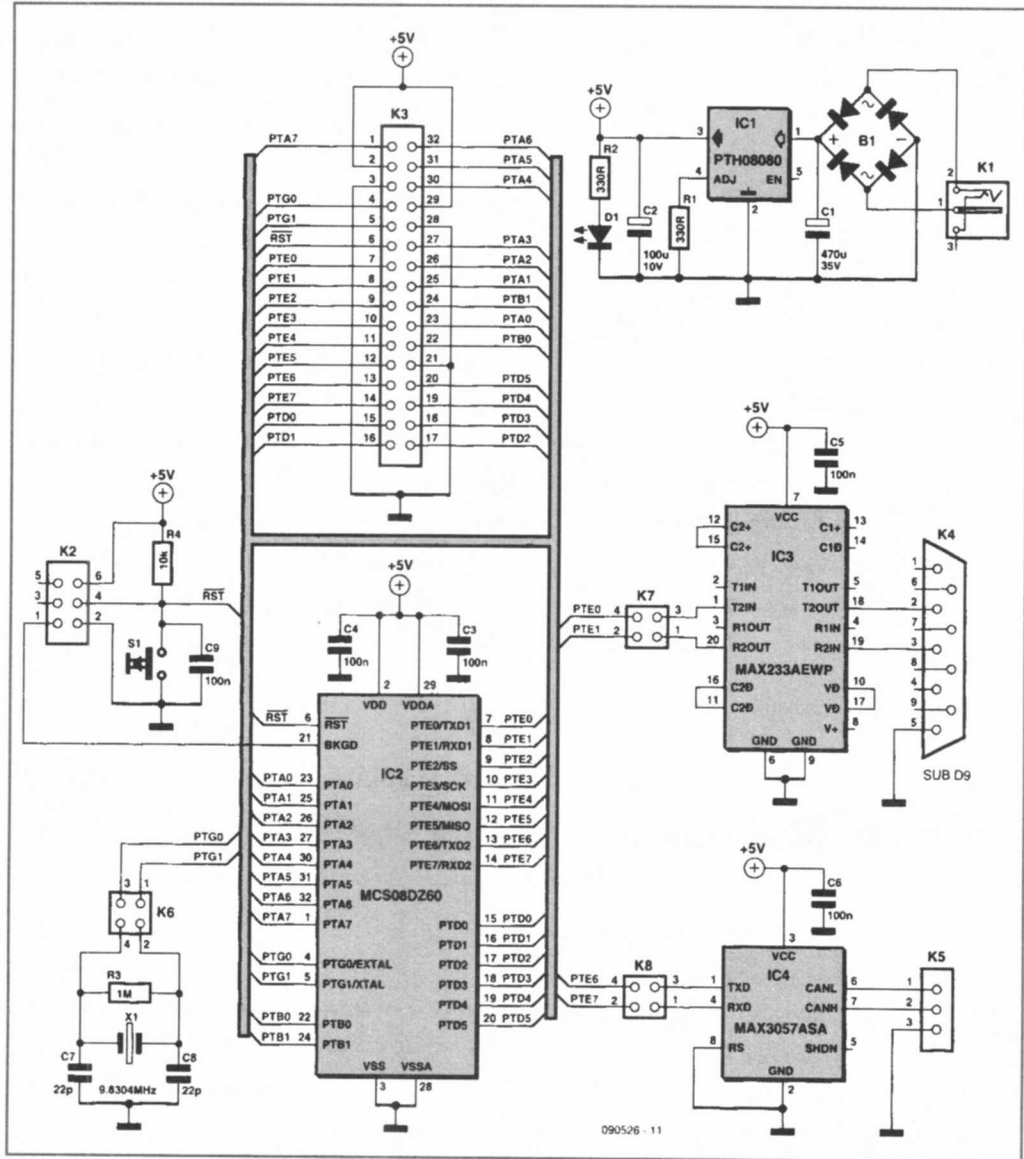 +5V
K3
PTA7 1 32 PTA6
2 31 PTA5
3 30 PTA4
PTG0 4 29
PTG1 5 28
RST 6 27 PTA3
PTE0 7 26 PTA2
PTE1 8 25 PTA1
PTE2 9 24 PTB1
PTE3 10 23 PTA0
PTE4 11 22 PTB0
PTE5 12 21
PTE6 13 20 PTD5
PTE7 14 19 PTD4
PTD0 15 18 PTD3
PTD1 16 17 PTD2
+5V
R2
330R
D1
C2
100u
10V
R1
330R
IC1
PTH08080
3 1
4 ADJ EN 5
2
C1
470u
35V
B1
+ ~ ~ −
K1
2
1
3
+5V
R4
10k
K2
5 6
3 4
1 2
RST
S1
C9
100n
+5V
C4
100n
C3
100n
2 29
VDD VDDA
RST 6 RST PTE0/TXD1 7 PTE0
21 BKGD PTE1/RXD1 8 PTE1
IC2 PTE2/SS 9 PTE2
PTA0 23 PTA0 PTE3/SCK 10 PTE3
PTA1 25 PTA1 PTE4/MOSI 11 PTE4
PTA2 26 PTA2 PTE5/MISO 12 PTE5
PTA3 27 PTA3 PTE6/TXD2 13 PTE6
PTA4 30 PTA4 PTE7/RXD2 14 PTE7
PTA5 31 PTA5
MCS08DZ60
PTA6 32 PTA6
PTA7 1 PTA7 PTD0 15 PTD0
PTD1 16 PTD1
PTG0 4 PTG0/EXTAL PTD2 17 PTD2
PTG1 5 PTG1/XTAL PTD3 18 PTD3
PTD4 19 PTD4
PTB0 22 PTB0 PTD5 20 PTD5
PTB1 24 PTB1
VSS VSSA
3 28
PTG0
PTG1
3 1
K6
4 2
R3
1M
X1
C7
22p
9.8304MHz
C8
22p
+5V
C5
100n
7
VCC
12 C2+ C1+ 13
15 C2+ C1Đ 14
IC3
2 T1IN T1OUT 5
1 T2IN T2OUT 18
3 R1OUT R1IN 4
20 R2OUT R2IN 19
MAX233AEWP
16 C2Đ VĐ 10
11 C2Đ VĐ 17
V+ 8
GND GND
6 9
PTE0 4 K7 3
PTE1 2 1
K4
1
6
2
7
3
8
4
9
5
SUB D9
+5V
C6
100n
3
VCC
IC4
PTE6 4 K8 3
PTE7 2 1
1 TXD CANL 6
4 RXD CANH 7
MAX3057ASA
8 RS SHDN 5
GND
2
K5
1
2
3
090526 - 11